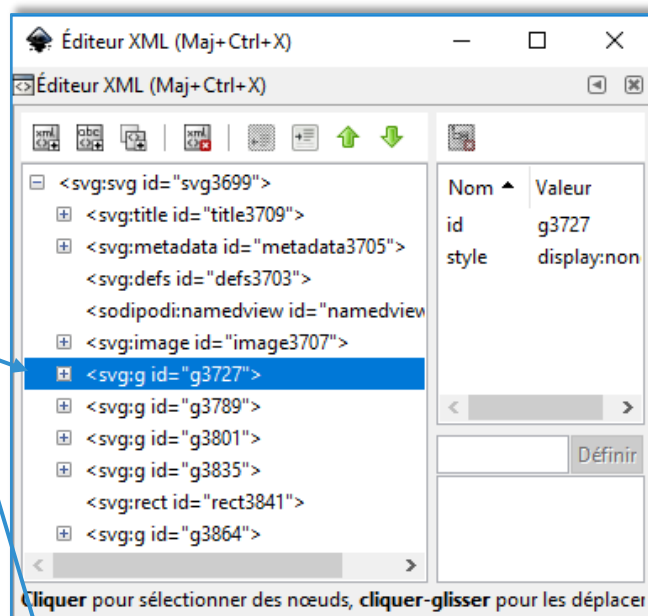 Éditeur XML (Maj+Ctrl+X)
Éditeur XML (Maj+Ctrl+X)
<svg:svg id="svg3699">
<svg:title id="title3709">
<svg:metadata id="metadata3705">
<svg:defs id="defs3703">
<sodipodi:namedview id="namedview
<svg:image id="image3707">
<svg:g id="g3727">
<svg:g id="g3789">
<svg:g id="g3801">
<svg:g id="g3835">
<svg:rect id="rect3841">
<svg:g id="g3864">
Nom Valeur
id g3727
style display:non
Définir
Cliquer pour sélectionner des nœuds, cliquer-glisser pour les déplacer